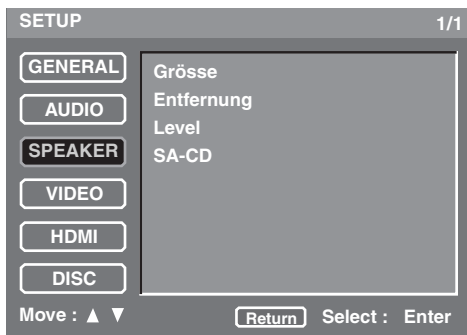 SETUP 1/1
GENERAL
AUDIO
SPEAKER
VIDEO
HDMI
DISC
Grösse
Entfernung
Level
SA-CD
Move : ▲ ▼ Return Select : Enter